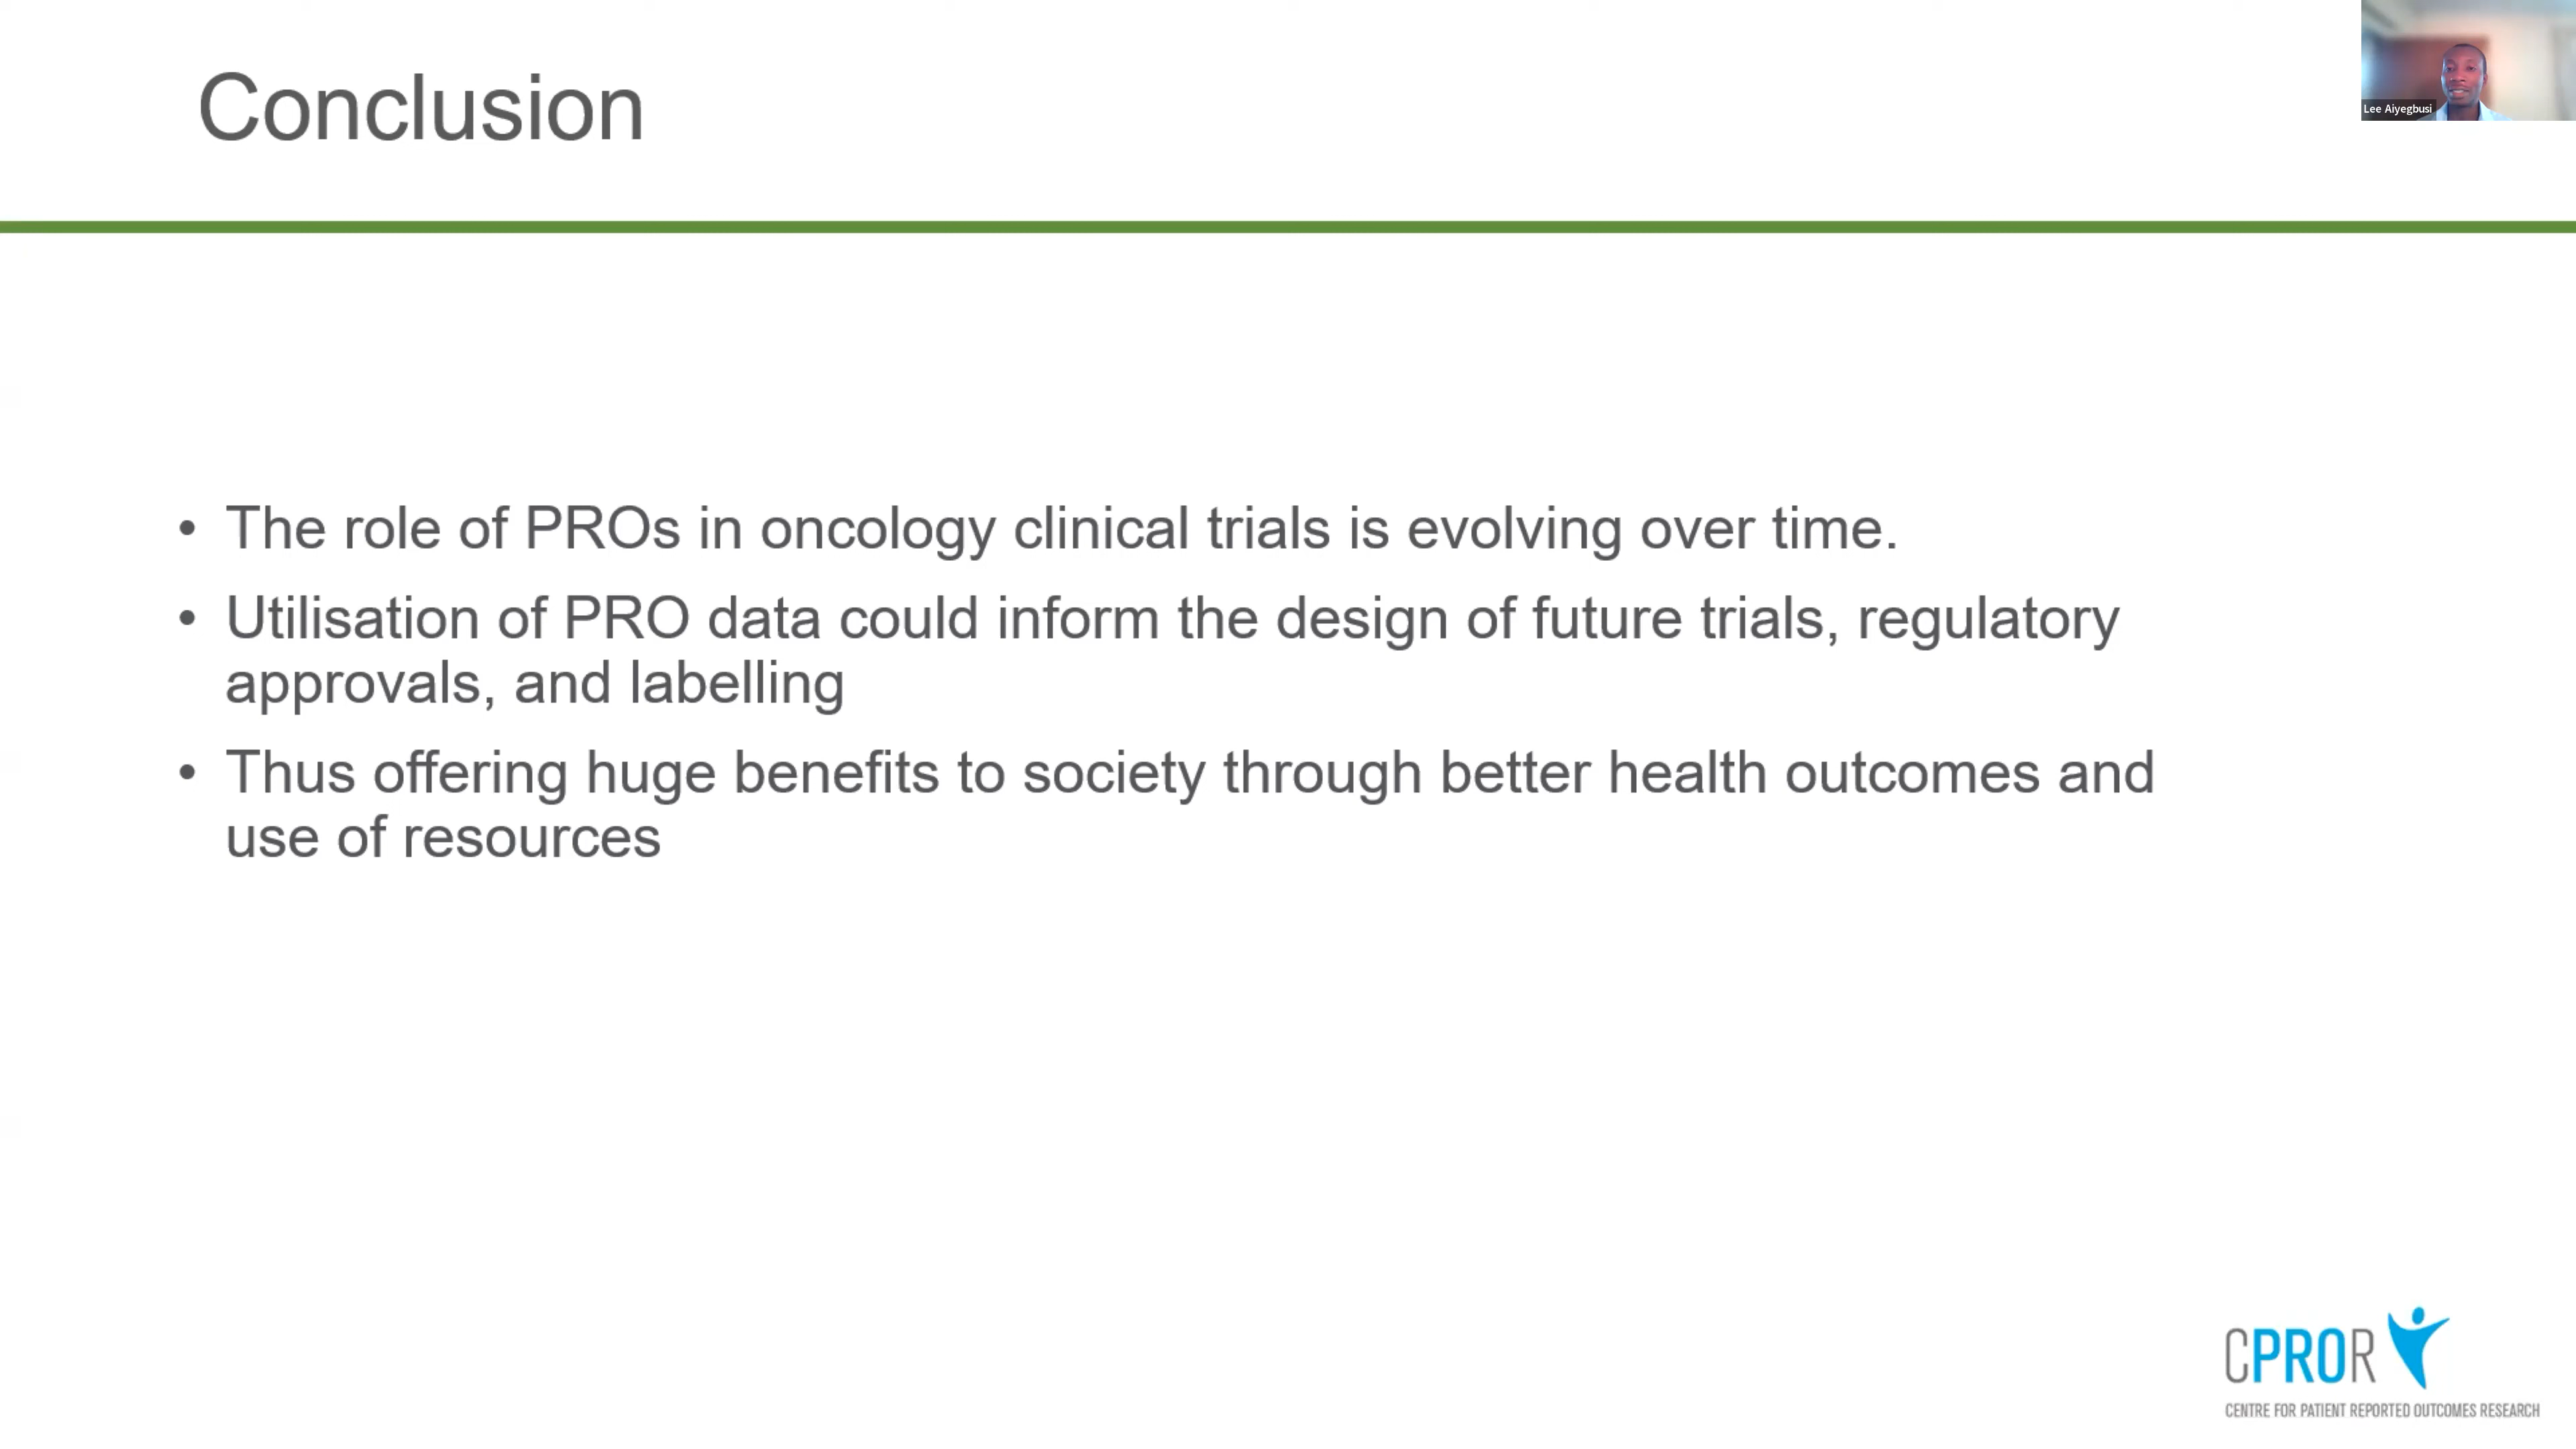 Conclusion
Lee Aiyegbusi
• The role of PROs in oncology clinical trials is evolving over time.
• Utilisation of PRO data could inform the design of future trials, regulatory
approvals, and labelling
• Thus offering huge benefits to society through better health outcomes and
use of resources
CPROR
CENTRE FOR PATIENT REPORTED OUTCOMES RESEARCH